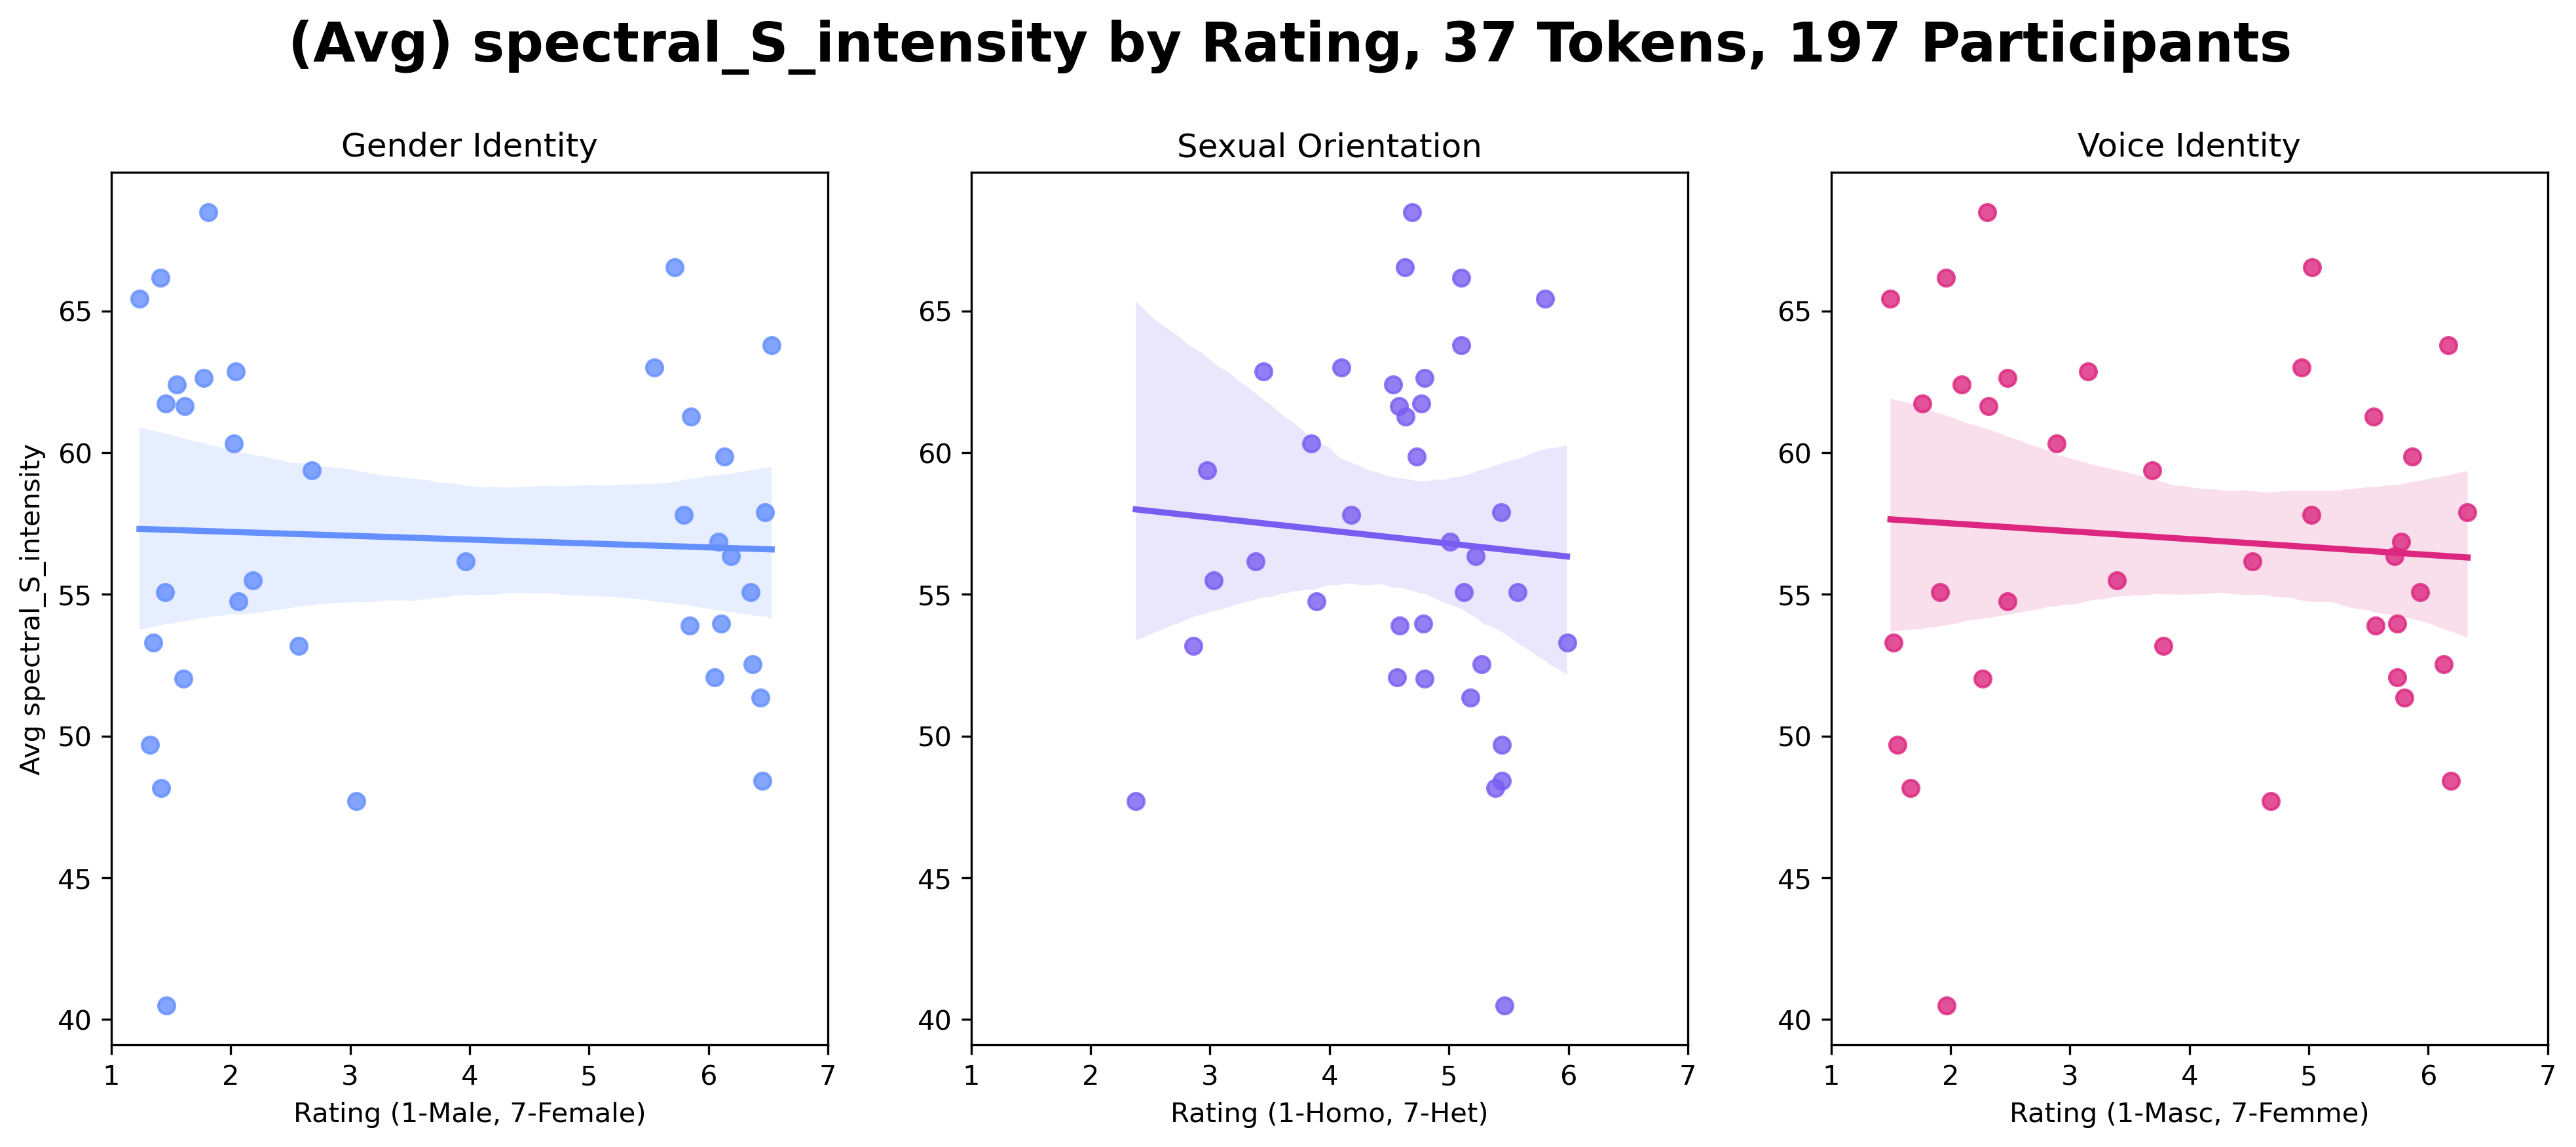 (Avg) spectral_S_intensity by Rating, 37 Tokens, 197 Participants
Gender Identity
Sexual Orientation
Voice Identity
Avg spectral_S_intensity
65
60
55
50
45
40
1 2 3 4 5 6 7
Rating (1-Male, 7-Female)
65
60
55
50
45
40
1 2 3 4 5 6 7
Rating (1-Homo, 7-Het)
65
60
55
50
45
40
1 2 3 4 5 6 7
Rating (1-Masc, 7-Femme)